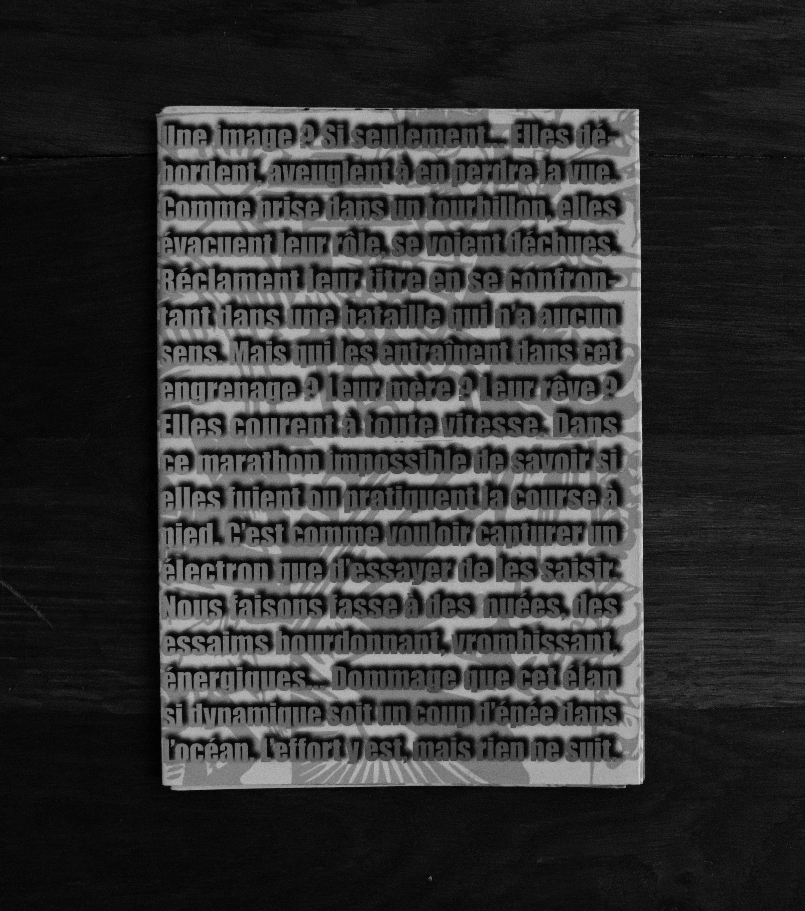 Une image ? Si seulement... Elles dé-
bordent, aveuglent à en perdre la vue.
Comme prise dans un tourbillon, elles
évacuent leur rôle, se voient déchues.
Réclament leur titre en se confron-
tant dans une bataille qui n'a aucun
sens. Mais qui les entraînent dans cet
engrenage ? Leur mère ? Leur rêve ?
Elles courent à toute vitesse. Dans
ce marathon impossible de savoir si
elles fuient ou pratiquent la course à
pied. C'est comme vouloir capturer un
électron que d'essayer de les saisir.
Nous faisons fasse à des nuées, des
essaims bourdonnant, vrombissant,
énergiques... Dommage que cet élan
si dynamique soit un coup d'épée dans
l'océan. L'effort y est, mais rien ne suit.